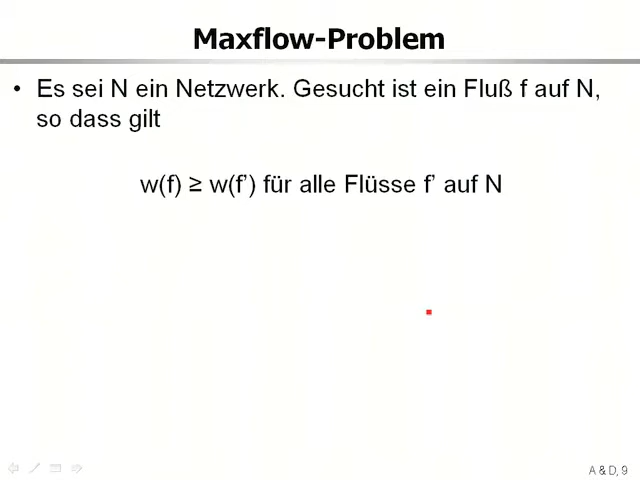 Maxflow-Problem
• Es sei N ein Netzwerk. Gesucht ist ein Fluß f auf N,
so dass gilt
w(f) ≥ w(f’) für alle Flüsse f’ auf N
A & D, 9